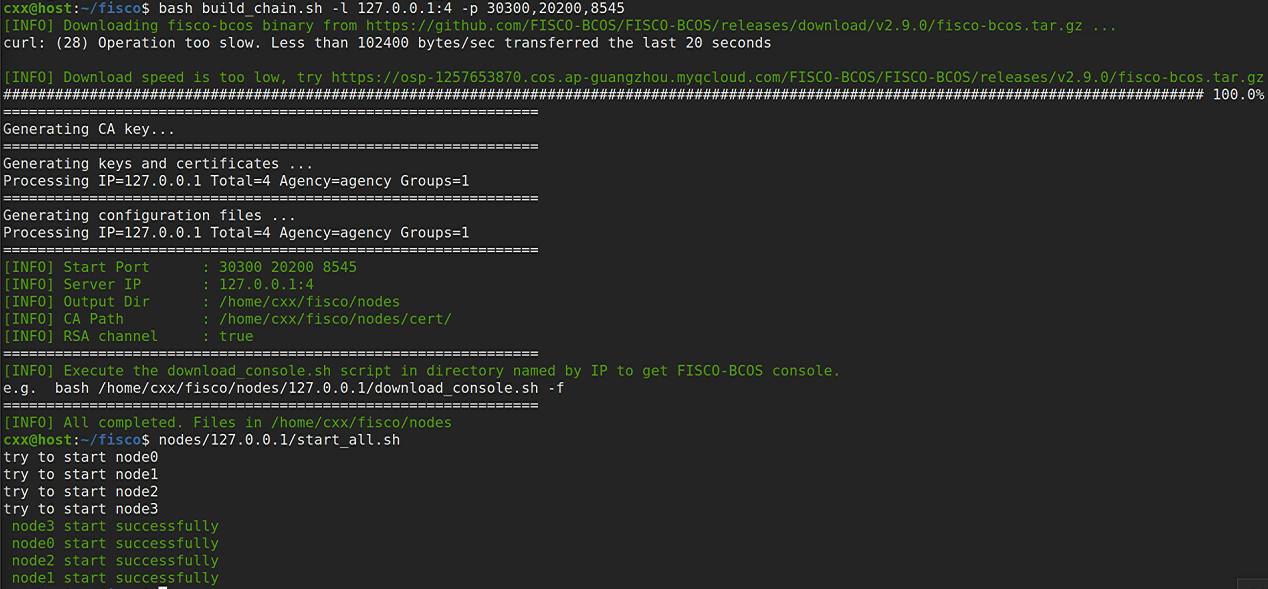 cxx@host:~/fisco$ bash build_chain.sh -l 127.0.0.1:4 -p 30300,20200,8545
[INFO] Downloading fisco-bcos binary from https://github.com/FISCO-BCOS/FISCO-BCOS/releases/download/v2.9.0/fisco-bcos.tar.gz ...
curl: (28) Operation too slow. Less than 102400 bytes/sec transferred the last 20 seconds
[INFO] Download speed is too low, try https://osp-1257653870.cos.ap-guangzhou.myqcloud.com/FISCO-BCOS/FISCO-BCOS/releases/v2.9.0/fisco-bcos.tar.gz
########################################################################################################################################### 100.0%
==============================================================
Generating CA key...
==============================================================
Generating keys and certificates ...
Processing IP=127.0.0.1 Total=4 Agency=agency Groups=1
==============================================================
Generating configuration files ...
Processing IP=127.0.0.1 Total=4 Agency=agency Groups=1
==============================================================
[INFO] Start Port      : 30300 20200 8545
[INFO] Server IP       : 127.0.0.1:4
[INFO] Output Dir      : /home/cxx/fisco/nodes
[INFO] CA Path         : /home/cxx/fisco/nodes/cert/
[INFO] RSA channel     : true
==============================================================
[INFO] Execute the download_console.sh script in directory named by IP to get FISCO-BCOS console.
e.g.  bash /home/cxx/fisco/nodes/127.0.0.1/download_console.sh -f
==============================================================
[INFO] All completed. Files in /home/cxx/fisco/nodes
cxx@host:~/fisco$ nodes/127.0.0.1/start_all.sh
try to start node0
try to start node1
try to start node2
try to start node3
 node3 start successfully
 node0 start successfully
 node2 start successfully
 node1 start successfully